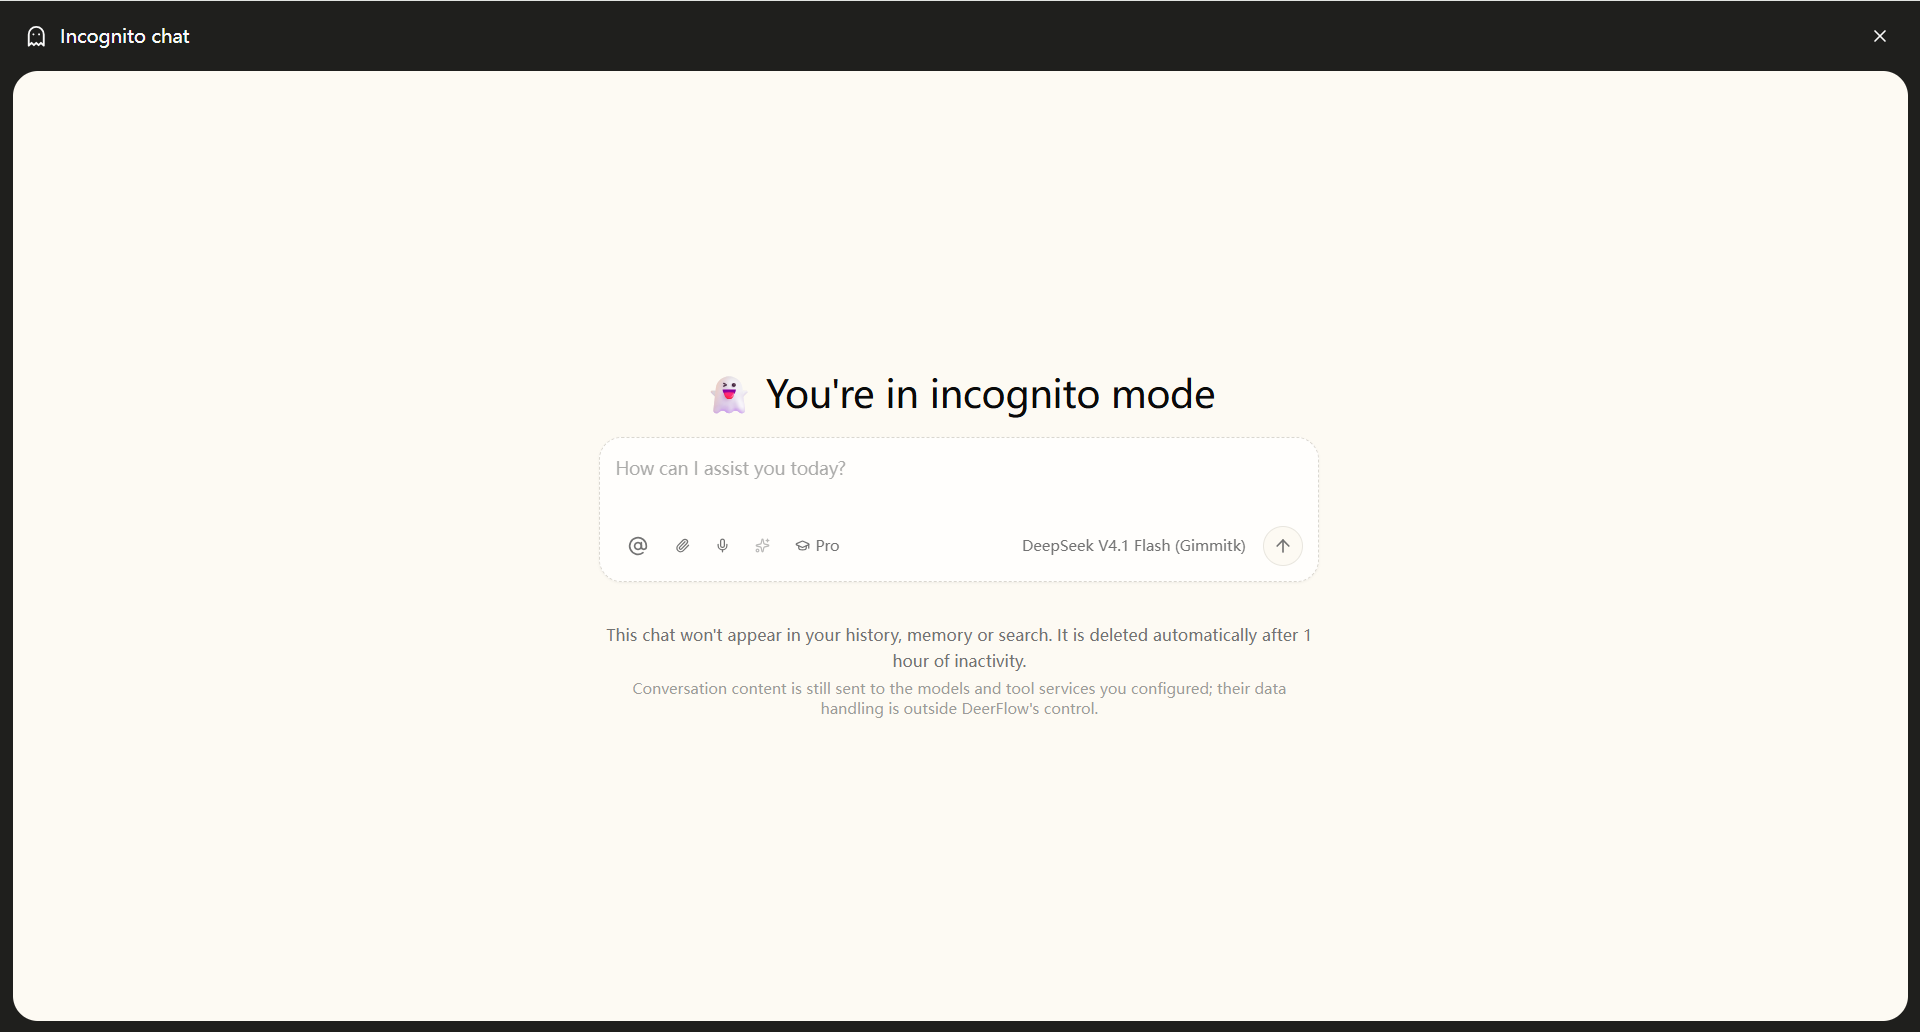 Incognito chat
You're in incognito mode
How can I assist you today?
Pro
DeepSeek V4.1 Flash (Gimmitk)
This chat won't appear in your history, memory or search. It is deleted automatically after 1
hour of inactivity.
Conversation content is still sent to the models and tool services you configured; their data
handling is outside DeerFlow's control.